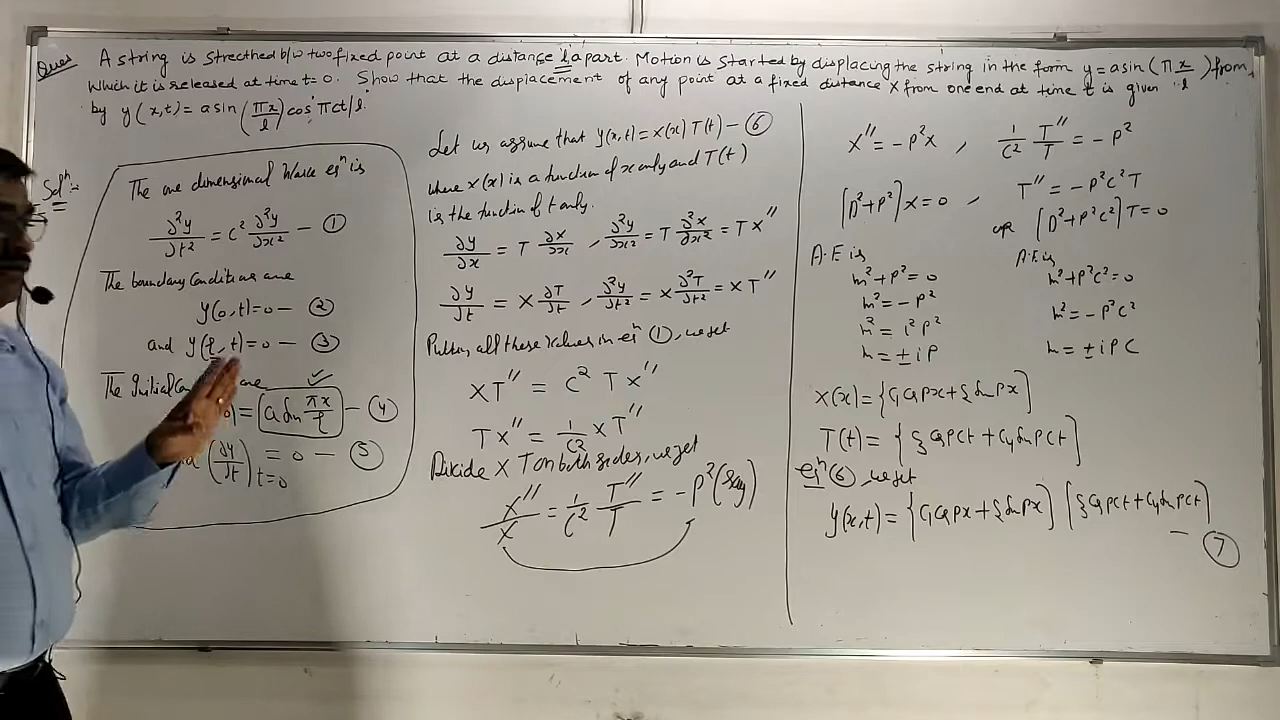 Ques A string is strecthed b/w two fixed point at a distance l apart. Motion is started by displacing the string in the form y = a sin (πx/l) from
which it is released at time t=0. Show that the displacement of any point at a fixed distance x from one end at time t is given
by y(x,t) = a sin (πx/l) cos πct/l.
Solⁿ:-
The one dimensional wave eqⁿ is
∂²y/∂t² = c² ∂²y/∂x² — ①
The boundary conditions are
y(0,t)=0 — ②
and y(l,t)=0 — ③
The initial are
= a sin πx/l — ④
(∂y/∂t)t=0 = 0 — ⑤
Let us assume that y(x,t) = X(x) T(t) — ⑥
where X(x) is a function of x only and T(t)
is the function of t only.
∂y/∂x = T ∂X/∂x , ∂²y/∂x² = T ∂²X/∂x² = T X″
∂y/∂t = X ∂T/∂t , ∂²y/∂t² = X ∂²T/∂t² = X T″
Putting all these values in eqⁿ ①, we get
X T″ = c² T X″
T X″ = 1/c² X T″
Divide X T on both sides, we get
X″/X = 1/c² T″/T = -p² (say)
X″ = -p²X , 1/c² T″/T = -p²
[D²+p²]X=0 , T″ = -p²c²T
or [D²+p²c²]T=0
A.E is A.E is
m²+p²=0 m²+p²c²=0
m²=-p² m²=-p²c²
m²=i²p²
m=±ip m=±ipc
X(x) = {C₁ cos px + C₂ sin px}
T(t) = {C₃ cos pct + C₄ sin pct}
eqⁿ ⑥, we get
y(x,t) = {C₁ cos px + C₂ sin px} {C₃ cos pct + C₄ sin pct}
— ⑦